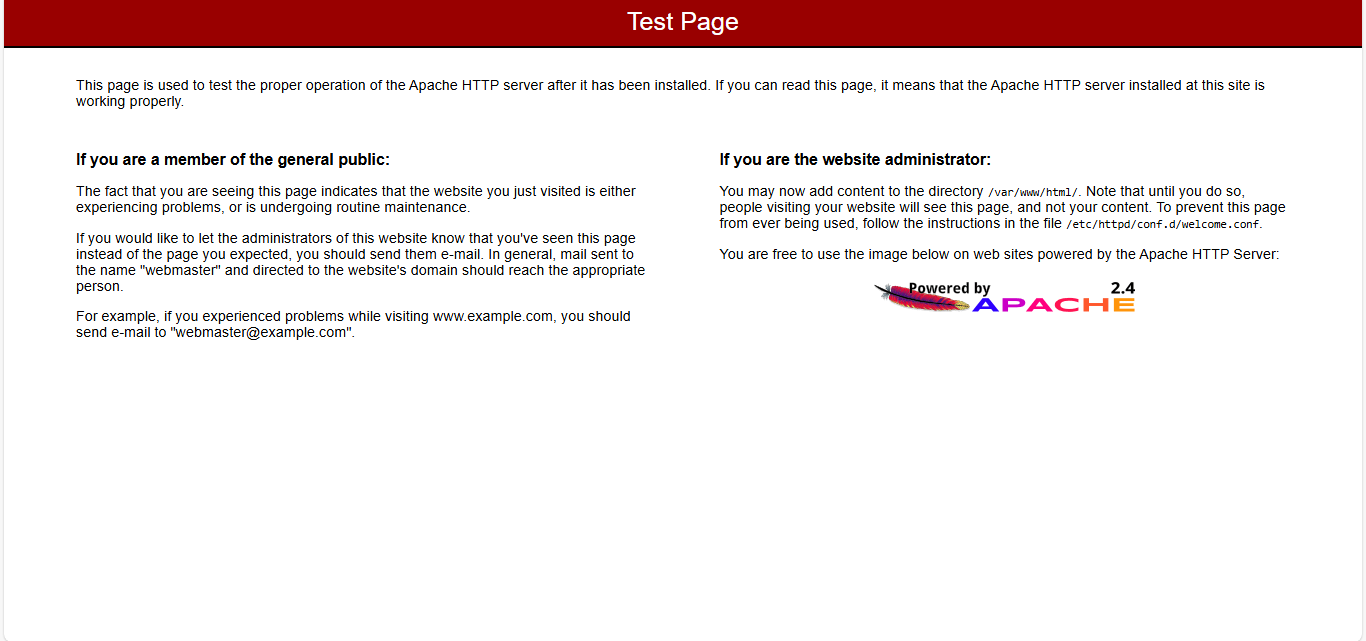 Test Page
This page is used to test the proper operation of the Apache HTTP server after it has been installed. If you can read this page, it means that the Apache HTTP server installed at this site is
working properly.
If you are a member of the general public:
The fact that you are seeing this page indicates that the website you just visited is either
experiencing problems, or is undergoing routine maintenance.
If you would like to let the administrators of this website know that you've seen this page
instead of the page you expected, you should send them e-mail. In general, mail sent to
the name "webmaster" and directed to the website's domain should reach the appropriate
person.
For example, if you experienced problems while visiting www.example.com, you should
send e-mail to "webmaster@example.com".
If you are the website administrator:
You may now add content to the directory /var/www/html/. Note that until you do so,
people visiting your website will see this page, and not your content. To prevent this page
from ever being used, follow the instructions in the file /etc/httpd/conf.d/welcome.conf.
You are free to use the image below on web sites powered by the Apache HTTP Server:
Powered by 2.4
APACHE